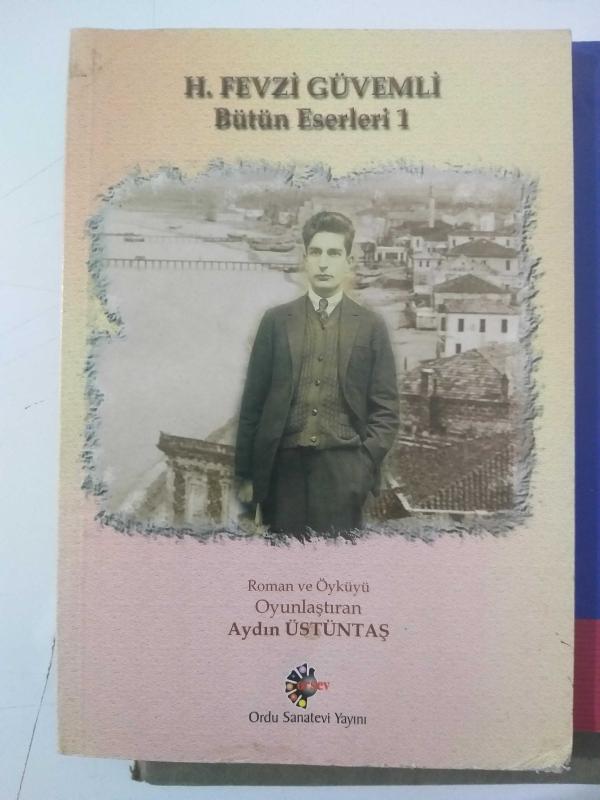 H. FEVZİ GÜVEMLİ
Bütün Eserleri 1
Roman ve Öyküyü
Oyunlaştıran
Aydın ÜSTÜNTAŞ
Ordu Sanatevi Yayını